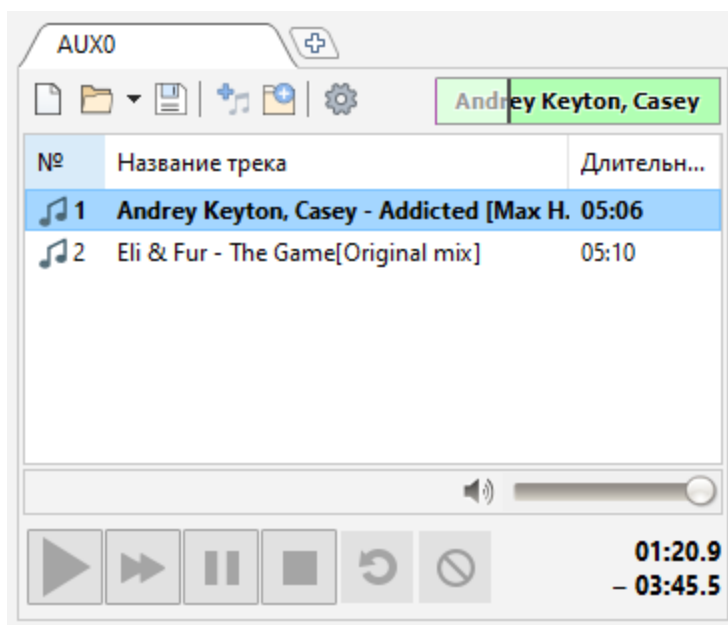 AUX0
Andrey Keyton, Casey
№ Название трека Длительн...
1 Andrey Keyton, Casey - Addicted [Max H. 05:06
2 Eli & Fur - The Game[Original mix] 05:10
01:20.9
– 03:45.5